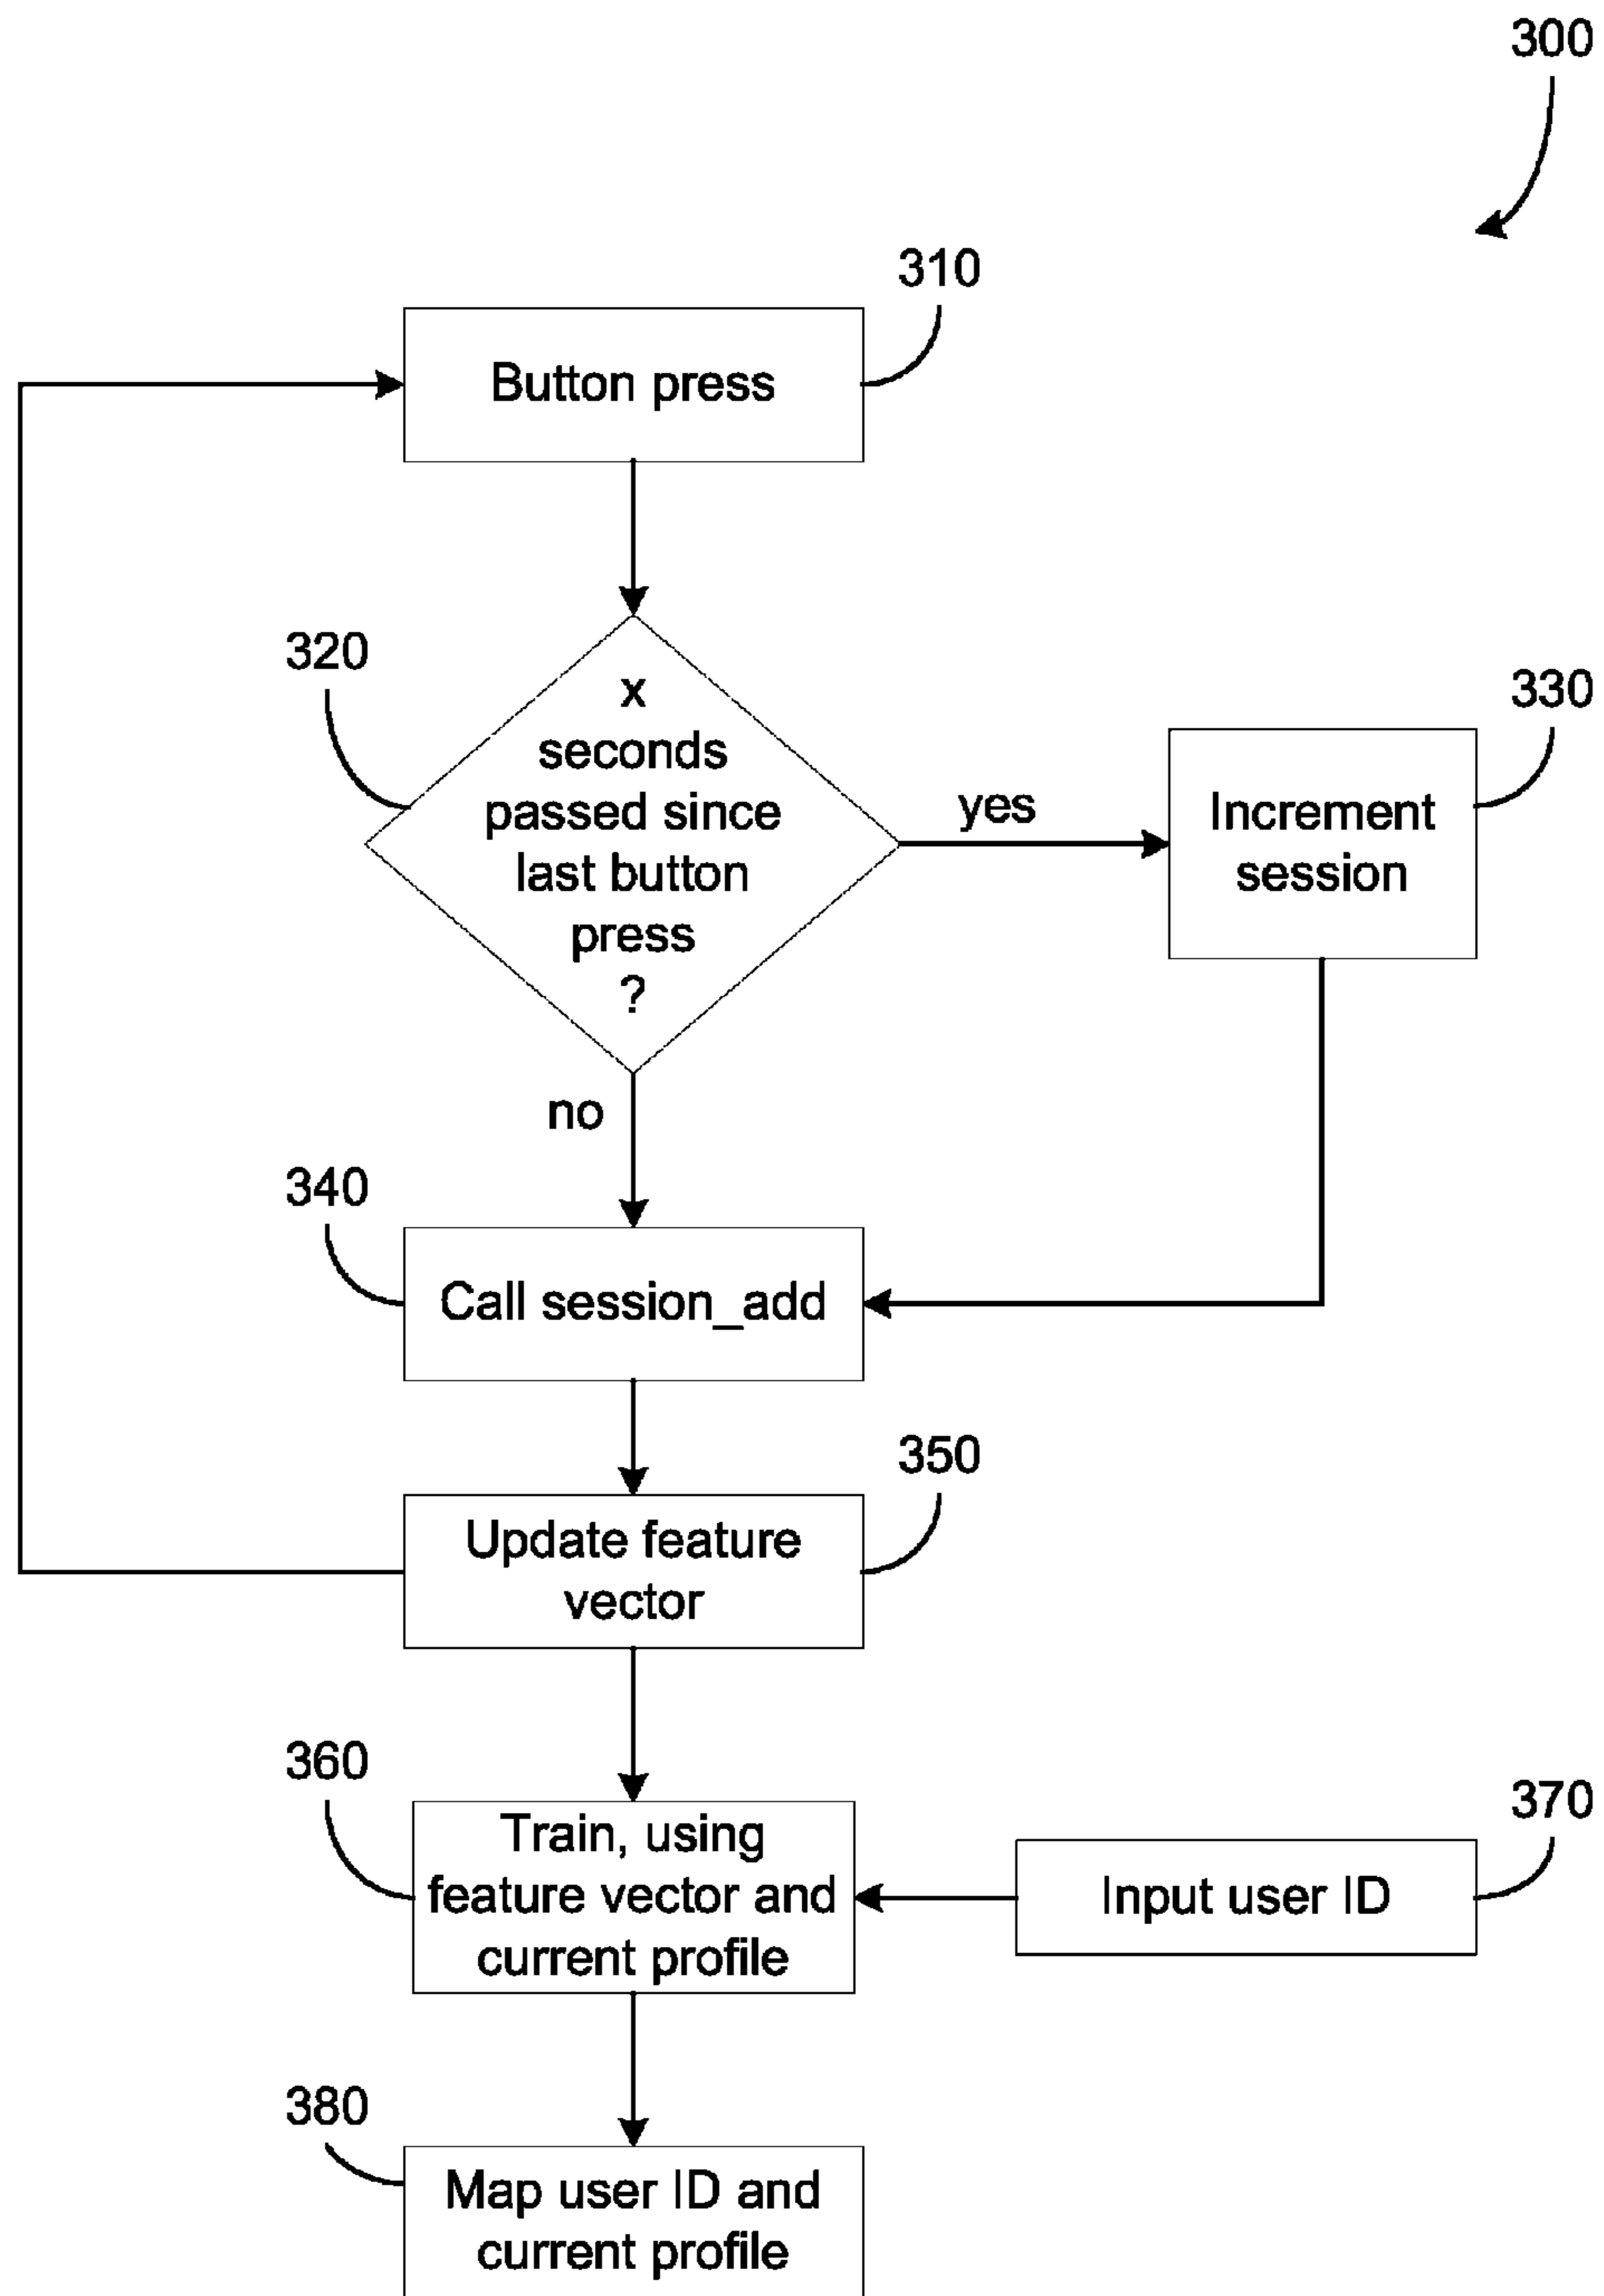 300
310
Button press
320
x
seconds
passed since
last button
press
?
yes
330
Increment
session
no
340
Call session_add
350
Update feature
vector
360
Train, using
feature vector and
current profile
370
Input user ID
380
Map user ID and
current profile